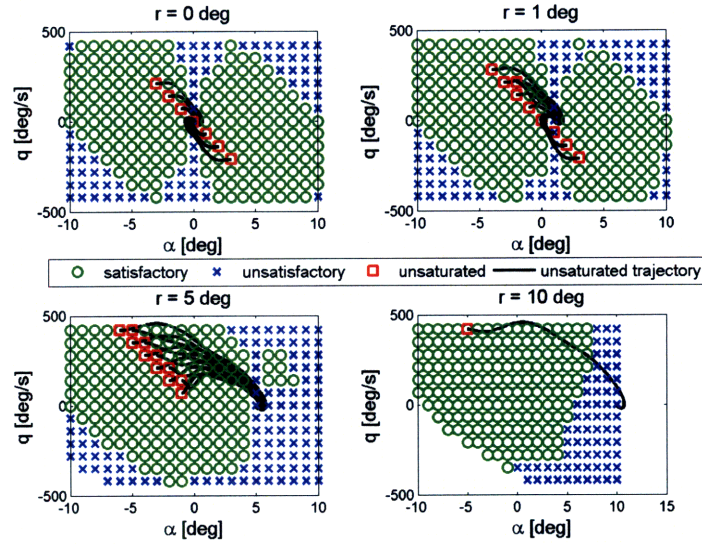 r = 0 deg
r = 1 deg
500
0
-500
q [deg/s]
-10
-5
0
5
10
α [deg]
500
0
-500
q [deg/s]
-10
-5
0
5
10
α [deg]
satisfactory
unsatisfactory
unsaturated
unsaturated trajectory
r = 5 deg
r = 10 deg
500
0
-500
q [deg/s]
-10
-5
0
5
10
α [deg]
500
0
-500
q [deg/s]
-10
-5
0
5
10
15
α [deg]